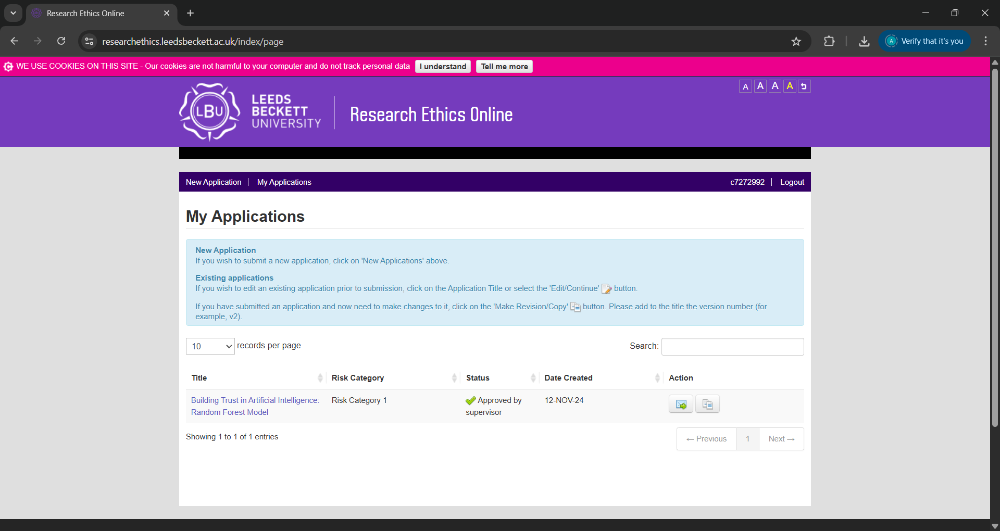 Research Ethics Online
researchethics.leedsbeckett.ac.uk/index/page
A Verify that it's you
WE USE COOKIES ON THIS SITE - Our cookies are not harmful to your computer and do not track personal data I understand Tell me more
A A A A
LBU
LEEDS
BECKETT
UNIVERSITY
Research Ethics Online
New Application My Applications c7272992 Logout
My Applications
New Application
If you wish to submit a new application, click on 'New Applications' above.
Existing applications
If you wish to edit an existing application prior to submission, click on the Application Title or select the 'Edit/Continue' button.
If you have submitted an application and now need to make changes to it, click on the 'Make Revision/Copy' button. Please add to the title the version number (for
example, v2).
10 records per page Search:
Title Risk Category Status Date Created Action
Building Trust in Artificial Intelligence: Risk Category 1 Approved by 12-NOV-24
Random Forest Model supervisor
Showing 1 to 1 of 1 entries
← Previous 1 Next →